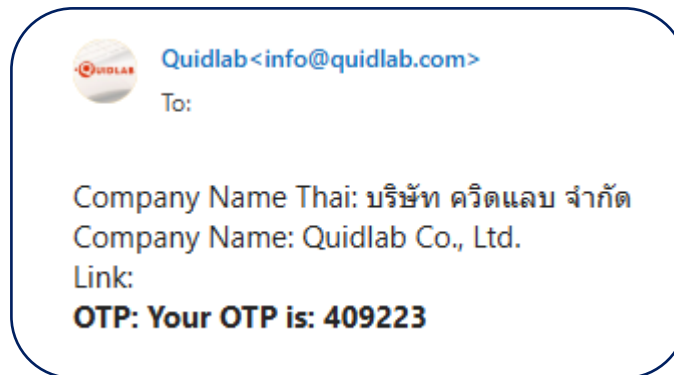 QUIDLAB
Quidlab<info@quidlab.com>
To:
Company Name Thai: บริษัท ควิดแลบ จำกัด
Company Name: Quidlab Co., Ltd.
Link:
OTP: Your OTP is: 409223